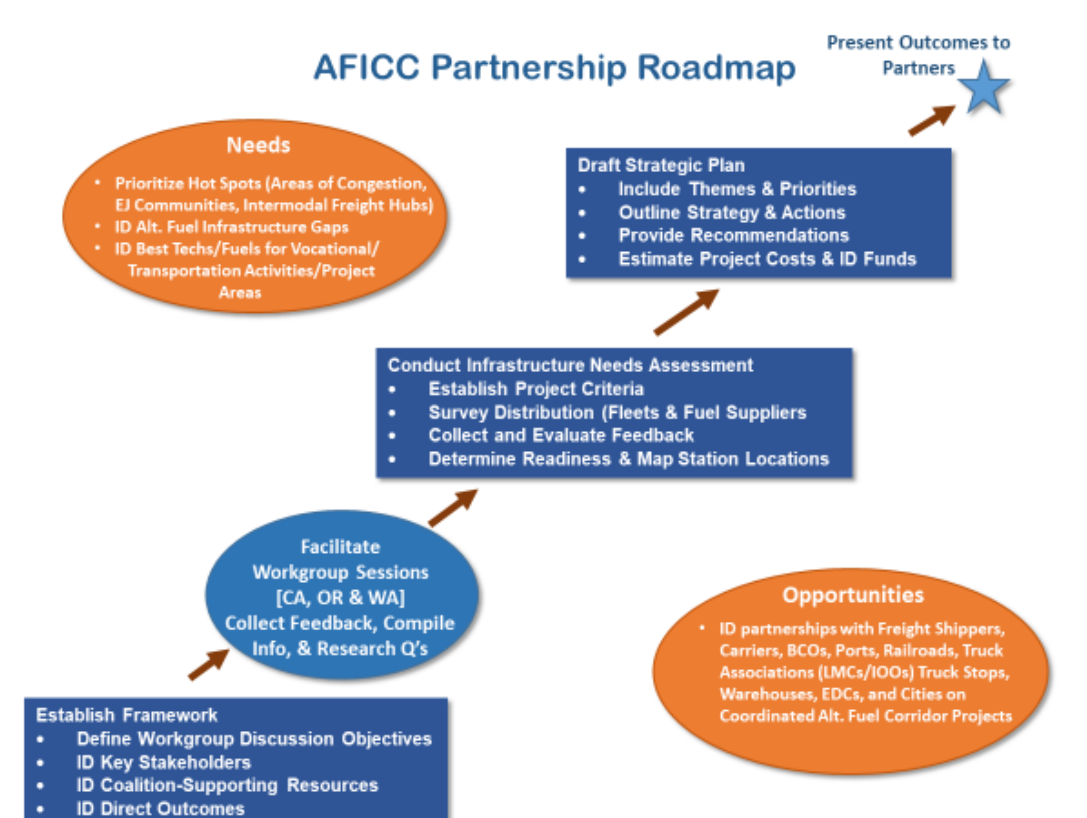 Present Outcomes to
Partners
AFICC Partnership Roadmap
Needs
• Prioritize Hot Spots (Areas of Congestion,
EJ Communities, Intermodal Freight Hubs)
• ID Alt. Fuel Infrastructure Gaps
• ID Best Techs/Fuels for Vocational/
Transportation Activities/Project
Areas
Draft Strategic Plan
• Include Themes & Priorities
• Outline Strategy & Actions
• Provide Recommendations
• Estimate Project Costs & ID Funds
Conduct Infrastructure Needs Assessment
• Establish Project Criteria
• Survey Distribution (Fleets & Fuel Suppliers
• Collect and Evaluate Feedback
• Determine Readiness & Map Station Locations
Facilitate
Workgroup Sessions
[CA, OR & WA]
Collect Feedback, Compile
Info, & Research Q's
Opportunities
• ID partnerships with Freight Shippers,
Carriers, BCOs, Ports, Railroads, Truck
Associations (LMCs/IOOs) Truck Stops,
Warehouses, EDCs, and Cities on
Coordinated Alt. Fuel Corridor Projects
Establish Framework
• Define Workgroup Discussion Objectives
• ID Key Stakeholders
• ID Coalition-Supporting Resources
• ID Direct Outcomes